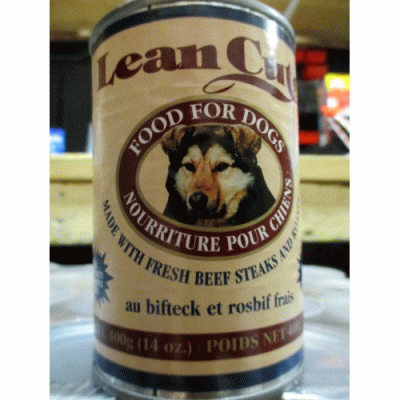 Lean Cuts
FOOD FOR DOGS
NOURRITURE POUR CHIENS
MADE WITH FRESH BEEF STEAKS AND
au bifteck et rosbif frais
400g (14 oz.) / POIDS NET